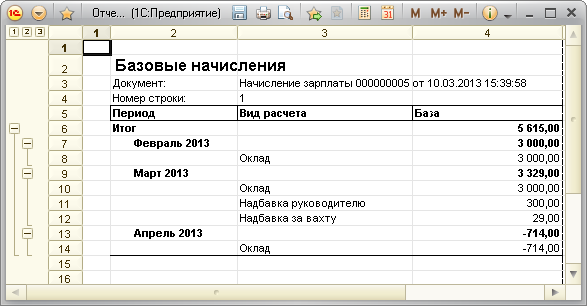 Отче... (1С:Предприятие)
M M+ M-
1 2 3
1 2 3 4
1
2 Базовые начисления
3 Документ: Начисление зарплаты 000000005 от 10.03.2013 15:39:58
4 Номер строки: 1
5 Период Вид расчета База
6 Итог 5 615,00
7 Февраль 2013 3 000,00
8 Оклад 3 000,00
9 Март 2013 3 329,00
10 Оклад 3 000,00
11 Надбавка руководителю 300,00
12 Надбавка за вахту 29,00
13 Апрель 2013 -714,00
14 Оклад -714,00
15
16